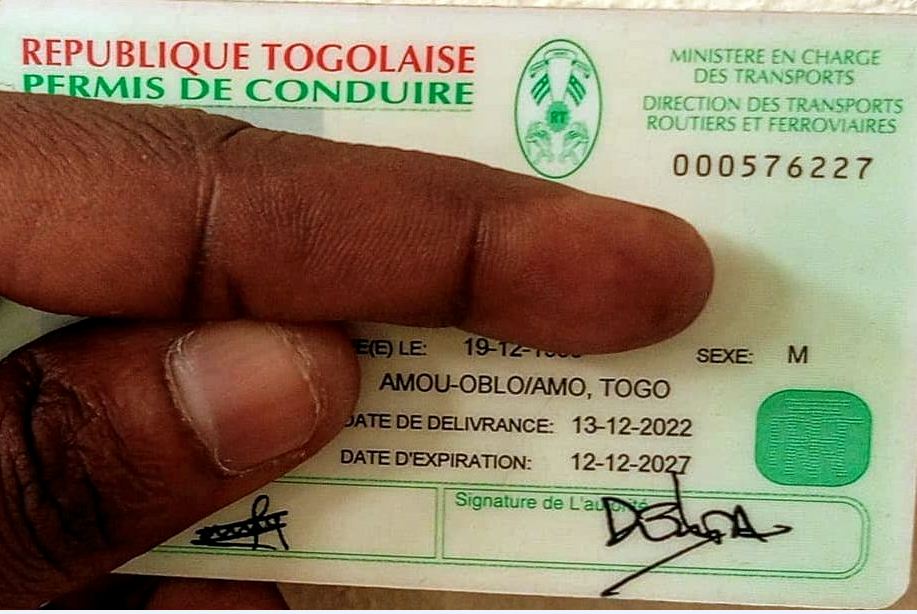 REPUBLIQUE TOGOLAISE
PERMIS DE CONDUIRE
RT
MINISTERE EN CHARGE
DES TRANSPORTS
DIRECTION DES TRANSPORTS
ROUTIERS ET FERROVIAIRES
000576227
E(E) LE: 19-12-
SEXE: M
AMOU-OBLO/AMO, TOGO
DATE DE DELIVRANCE: 13-12-2022
DATE D'EXPIRATION: 12-12-2027
Signature de L'autorité